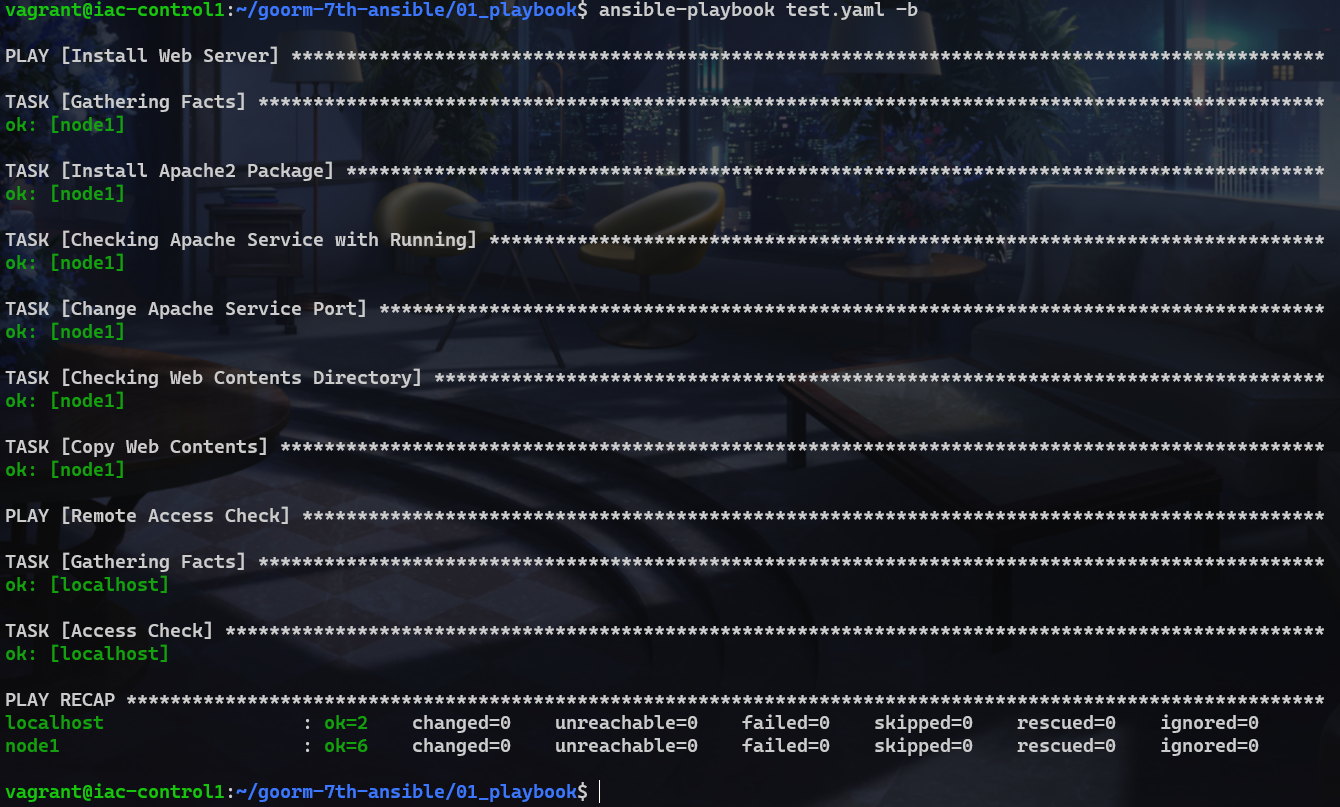 vagrant@iac-control1:~/goorm-7th-ansible/01_playbook$ ansible-playbook test.yaml -b
PLAY [Install Web Server] **********************************************************************************************
TASK [Gathering Facts] *************************************************************************************************
ok: [node1]
TASK [Install Apache2 Package] *****************************************************************************************
ok: [node1]
TASK [Checking Apache Service with Running] ****************************************************************************
ok: [node1]
TASK [Change Apache Service Port] **************************************************************************************
ok: [node1]
TASK [Checking Web Contents Directory] *********************************************************************************
ok: [node1]
TASK [Copy Web Contents] ***********************************************************************************************
ok: [node1]
PLAY [Remote Access Check] *********************************************************************************************
TASK [Gathering Facts] *************************************************************************************************
ok: [localhost]
TASK [Access Check] ****************************************************************************************************
ok: [localhost]
PLAY RECAP *************************************************************************************************************
localhost                  : ok=2    changed=0    unreachable=0    failed=0    skipped=0    rescued=0    ignored=0
node1                      : ok=6    changed=0    unreachable=0    failed=0    skipped=0    rescued=0    ignored=0
vagrant@iac-control1:~/goorm-7th-ansible/01_playbook$